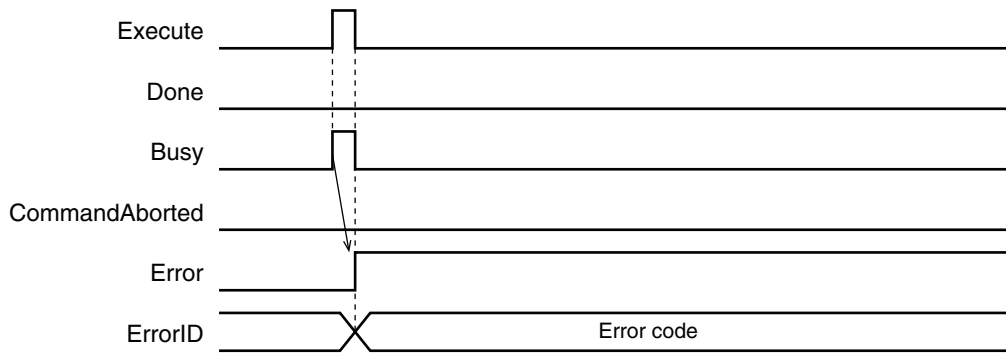 Execute
Done
Busy
CommandAborted
Error
ErrorID
Error code